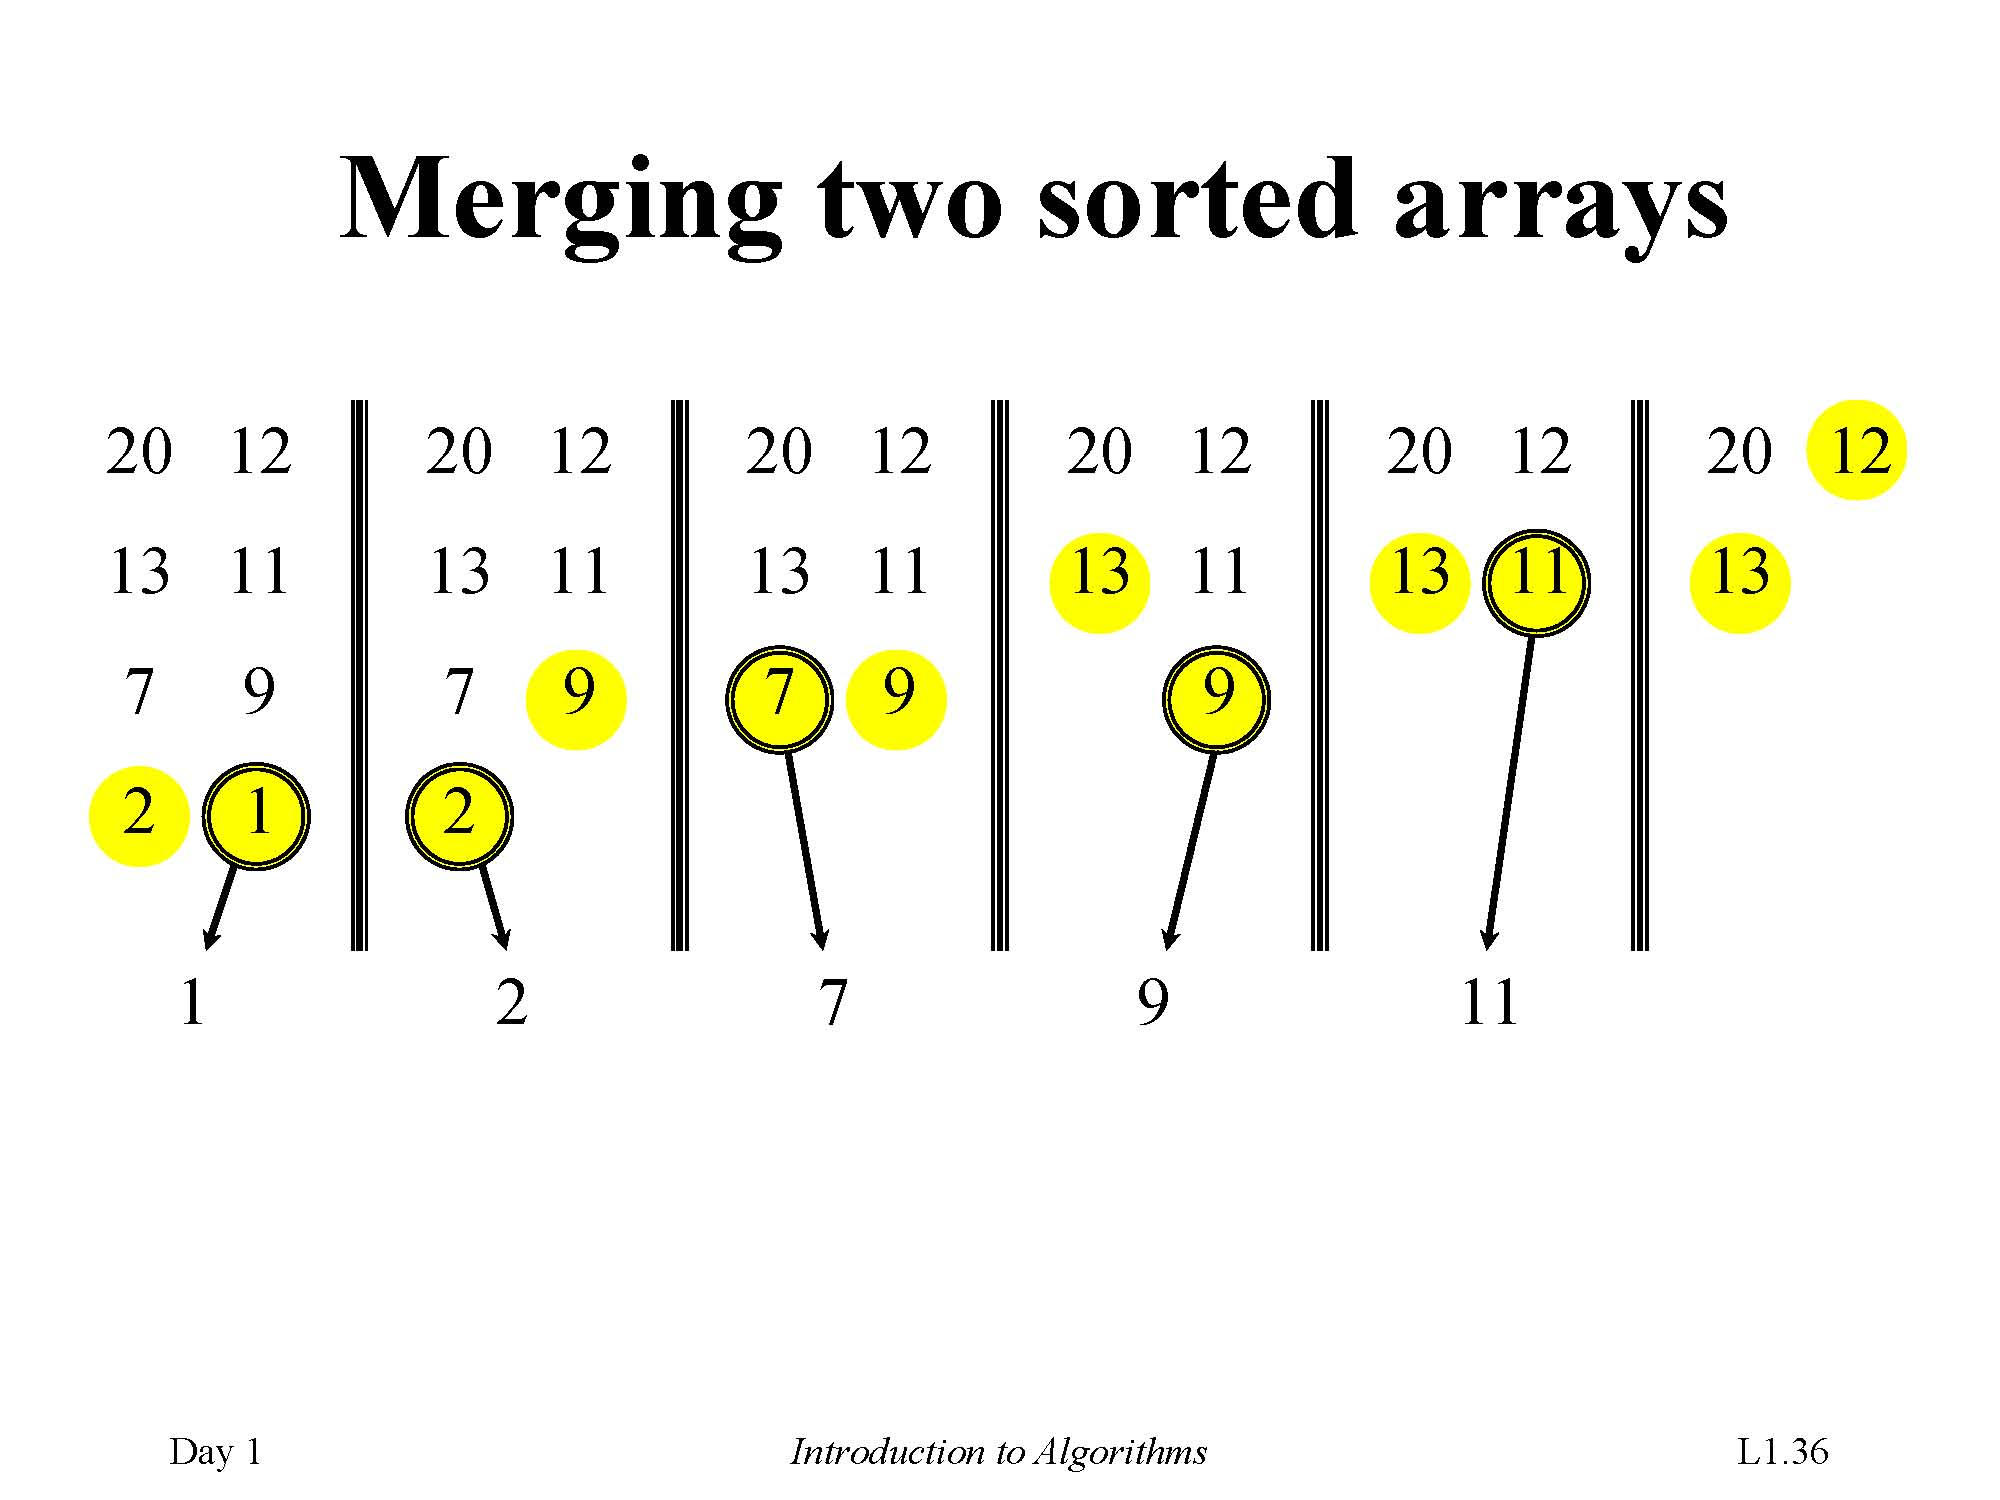 Merging two sorted arrays
20 12 20 12 20 12 20 12 20 12 20 12
13 11 13 11 13 11 13 11 13 11 13
7 9 7 9 7 9 9
2 1 2
1 2 7 9 11
Day 1 Introduction to Algorithms L1.36